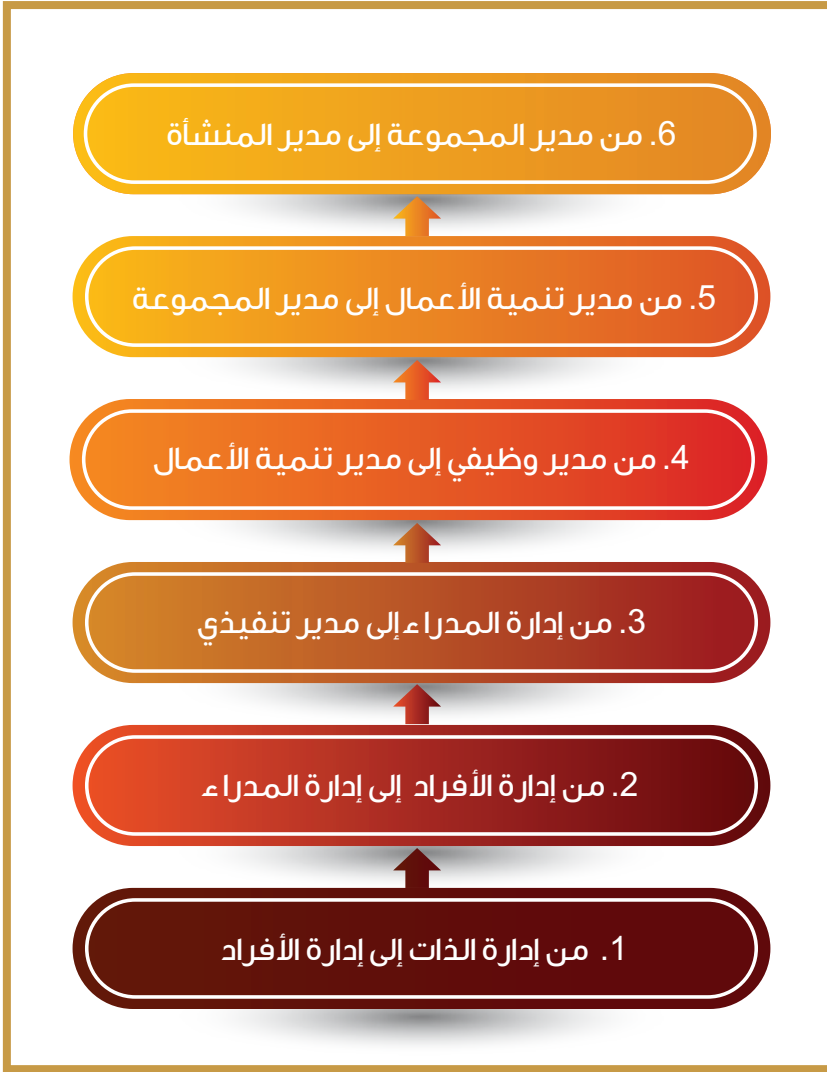 6. من مدير المجموعة إلى مدير المنشأة
5. من مدير تنمية الأعمال إلى مدير المجموعة
4. من مدير وظيفي إلى مدير تنمية الأعمال
3. من إدارة المدراء إلى مدير تنفيذي
2. من إدارة الأفراد إلى إدارة المدراء
1. من إدارة الذات إلى إدارة الأفراد